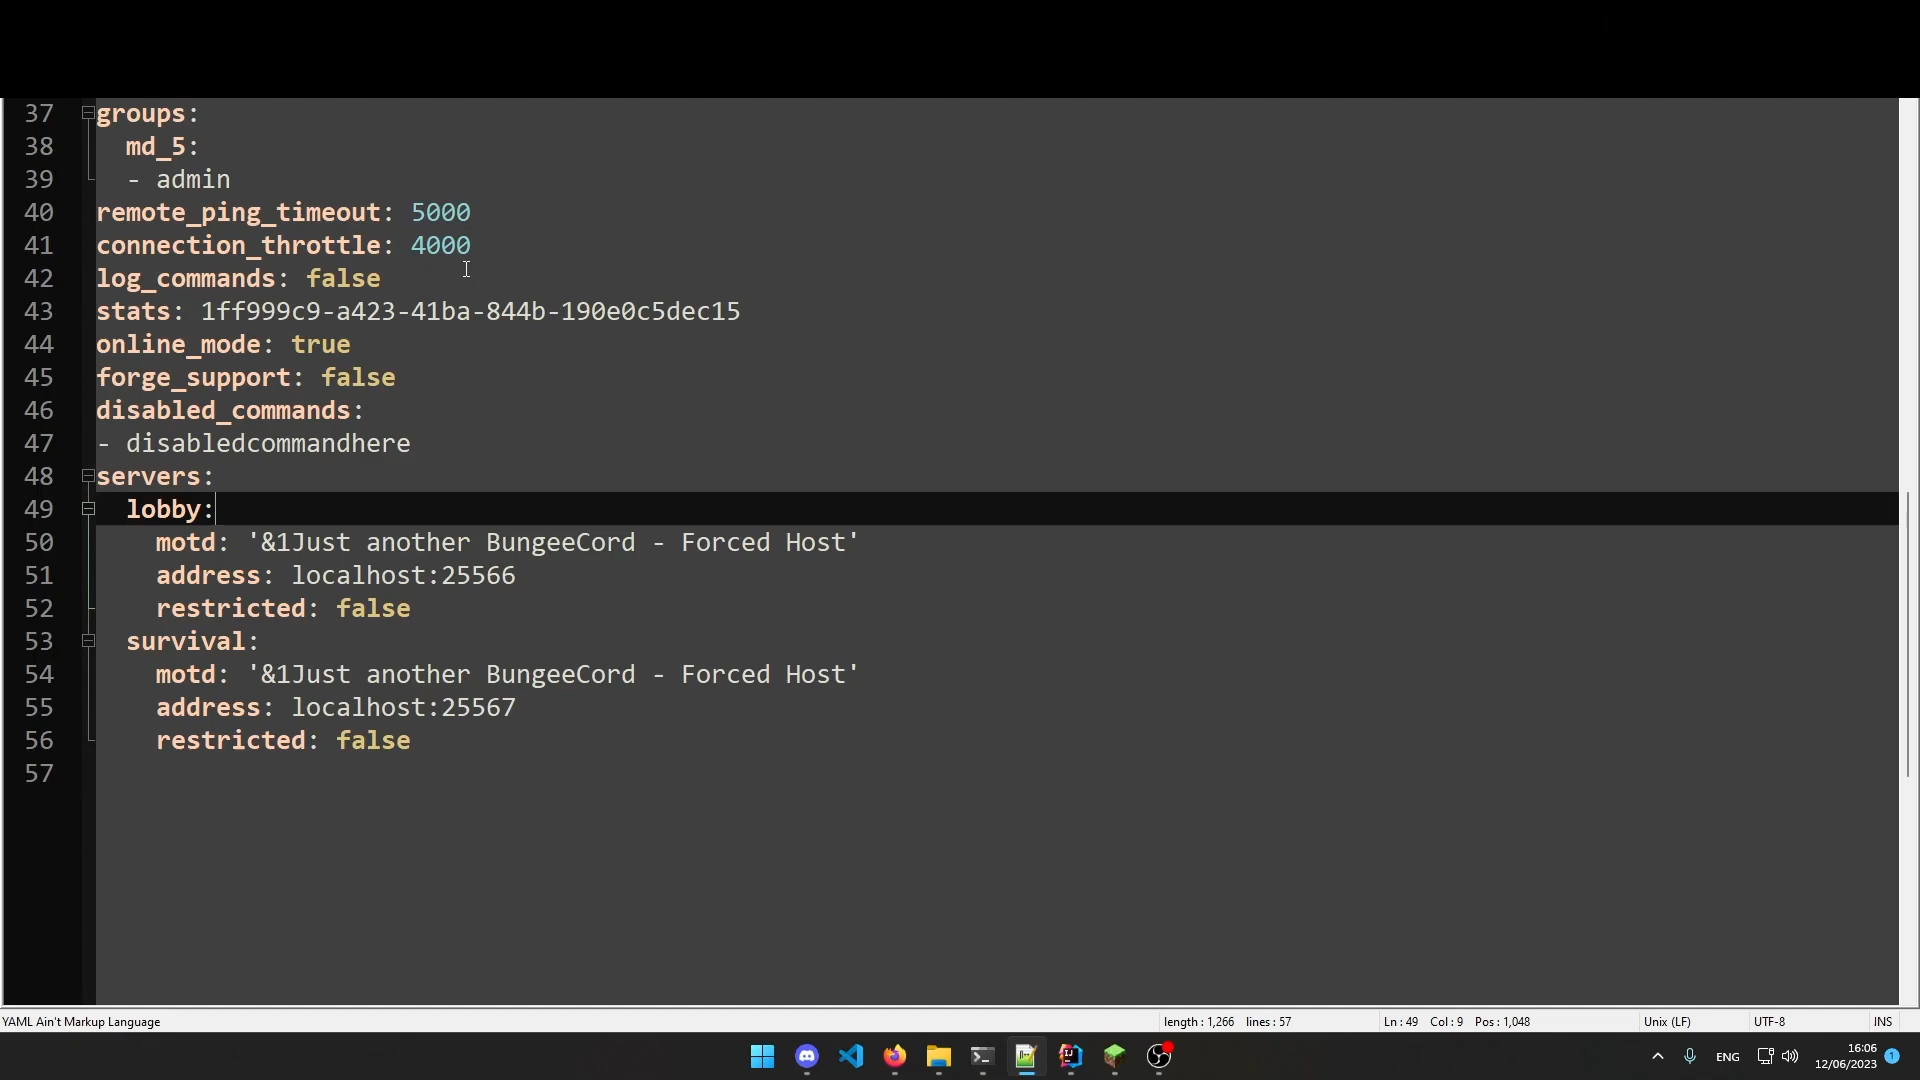 37 groups:
38 md_5:
39 - admin
40 remote_ping_timeout: 5000
41 connection_throttle: 4000
42 log_commands: false
43 stats: 1ff999c9-a423-41ba-844b-190e0c5dec15
44 online_mode: true
45 forge_support: false
46 disabled_commands:
47 - disabledcommandhere
48 servers:
49 lobby:
50 motd: '&1Just another BungeeCord - Forced Host'
51 address: localhost:25566
52 restricted: false
53 survival:
54 motd: '&1Just another BungeeCord - Forced Host'
55 address: localhost:25567
56 restricted: false
57
YAML Ain't Markup Language length : 1,266 lines : 57 Ln : 49 Col : 9 Pos : 1,048 Unix (LF) UTF-8 INS
ENG 16:06 1
12/06/2023